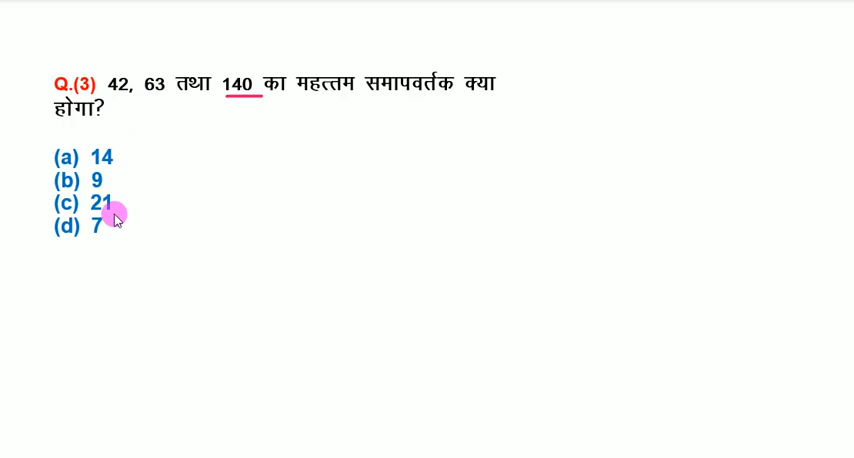 Q.(3) 42, 63 तथा 140 का महत्तम समापवर्तक क्या
होगा?
(a) 14
(b) 9
(c) 21
(d) 7